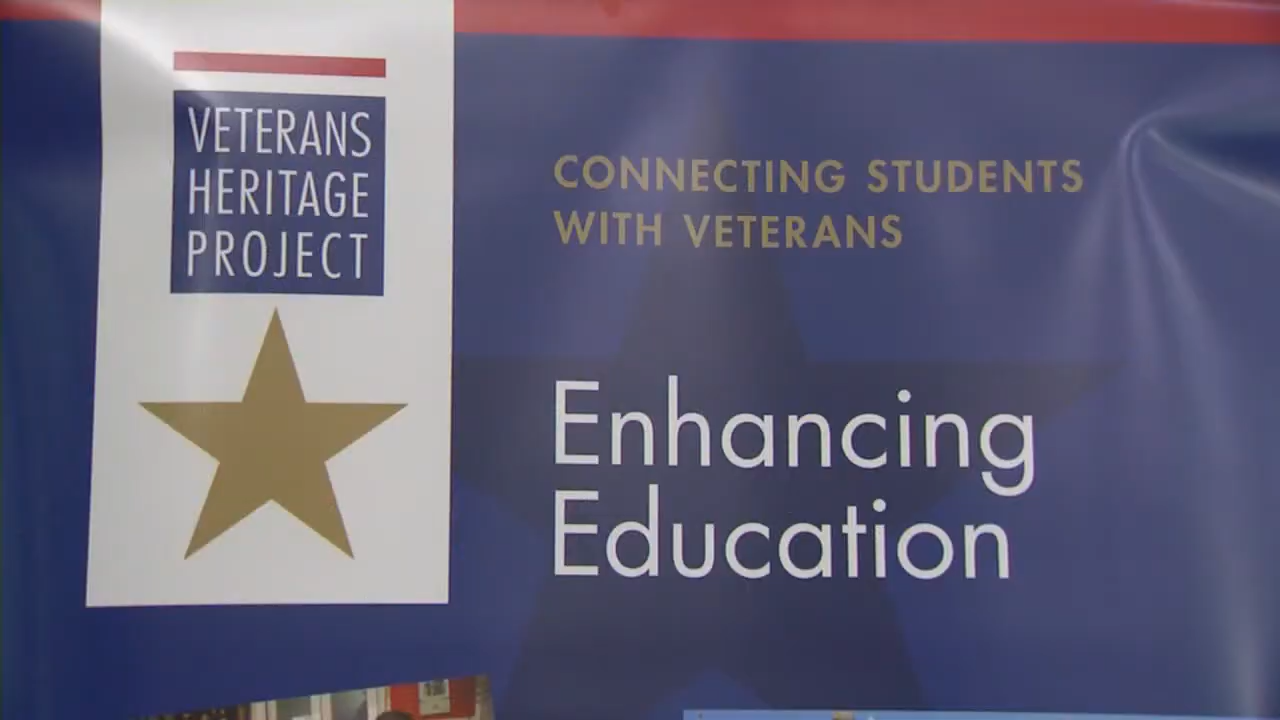 VETERANS
HERITAGE
PROJECT
CONNECTING STUDENTS
WITH VETERANS
Enhancing
Education